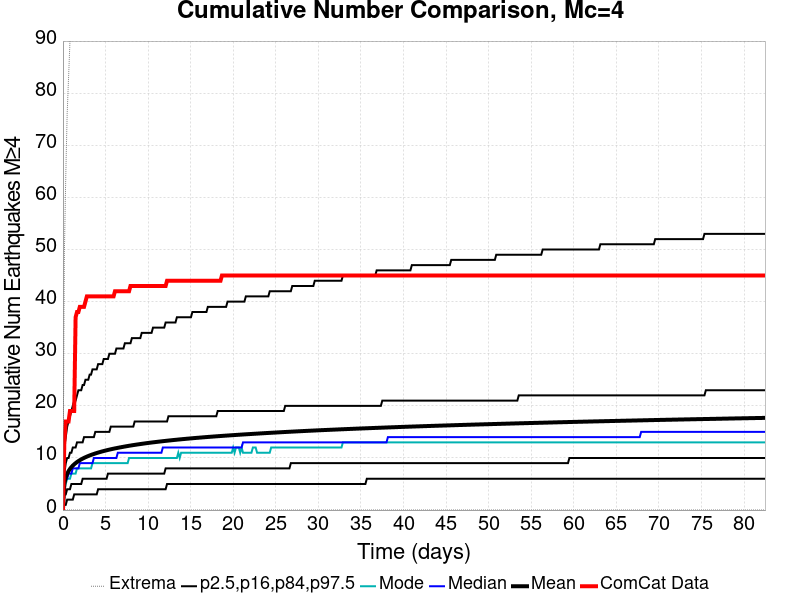 Cumulative Number Comparison, Mc=4
Cumulative Num Earthquakes M≥4
90
80
70
60
50
40
30
20
10
0
0 5 10 15 20 25 30 35 40 45 50 55 60 65 70 75 80
Time (days)
Extrema p2.5,p16,p84,p97.5 Mode Median Mean ComCat Data